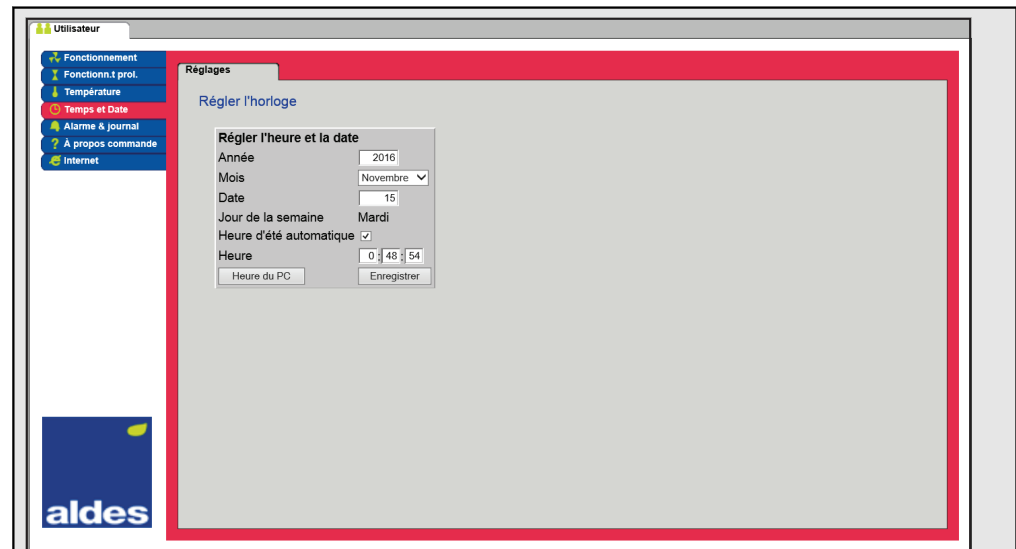 Utilisateur
Fonctionnement
Fonctionn.t prol.
Température
Temps et Date
Alarme & journal
À propos commande
Internet
Réglages
Régler l'horloge
Régler l'heure et la date
Année 2016
Mois Novembre
Date 15
Jour de la semaine Mardi
Heure d'été automatique
Heure 0 : 48 : 54
Heure du PC Enregistrer
aldes